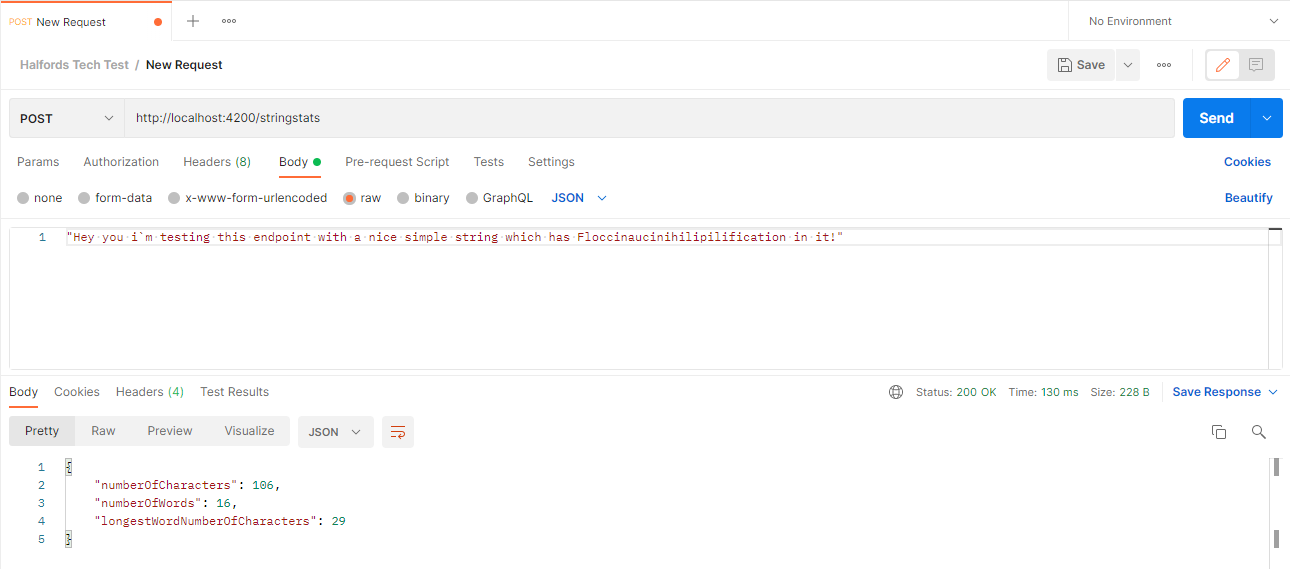 POST New Request
No Environment
Halfords Tech Test / New Request
Save
POST http://localhost:4200/stringstats Send
Params Authorization Headers (8) Body Pre-request Script Tests Settings Cookies
none form-data x-www-form-urlencoded raw binary GraphQL JSON Beautify
1 "Hey you i`m testing this endpoint with a nice simple string which has Floccinaucinihilipilification in it!"
Body Cookies Headers (4) Test Results Status: 200 OK Time: 130 ms Size: 228 B Save Response
Pretty Raw Preview Visualize JSON
1 {
2 "numberOfCharacters": 106,
3 "numberOfWords": 16,
4 "longestWordNumberOfCharacters": 29
5 }